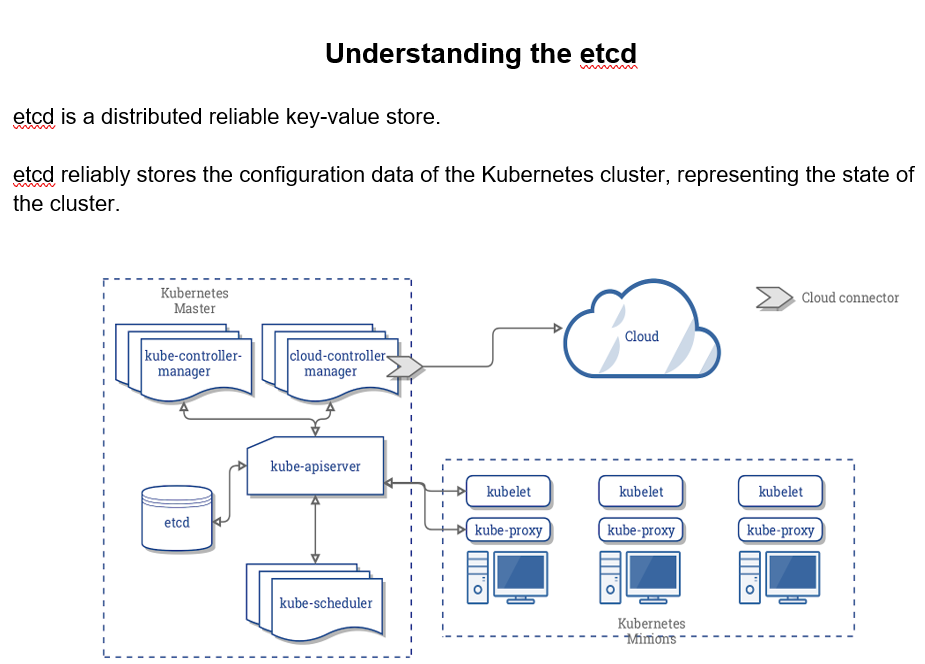 Understanding the etcd
etcd is a distributed reliable key-value store.
etcd reliably stores the configuration data of the Kubernetes cluster, representing the state of
the cluster.
Kubernetes
Master
kube-controller-
manager
cloud-controller
manager
Cloud
Cloud connector
kube-apiserver
etcd
kube-scheduler
kubelet
kubelet
kubelet
kube-proxy
kube-proxy
kube-proxy
Kubernetes
Minions